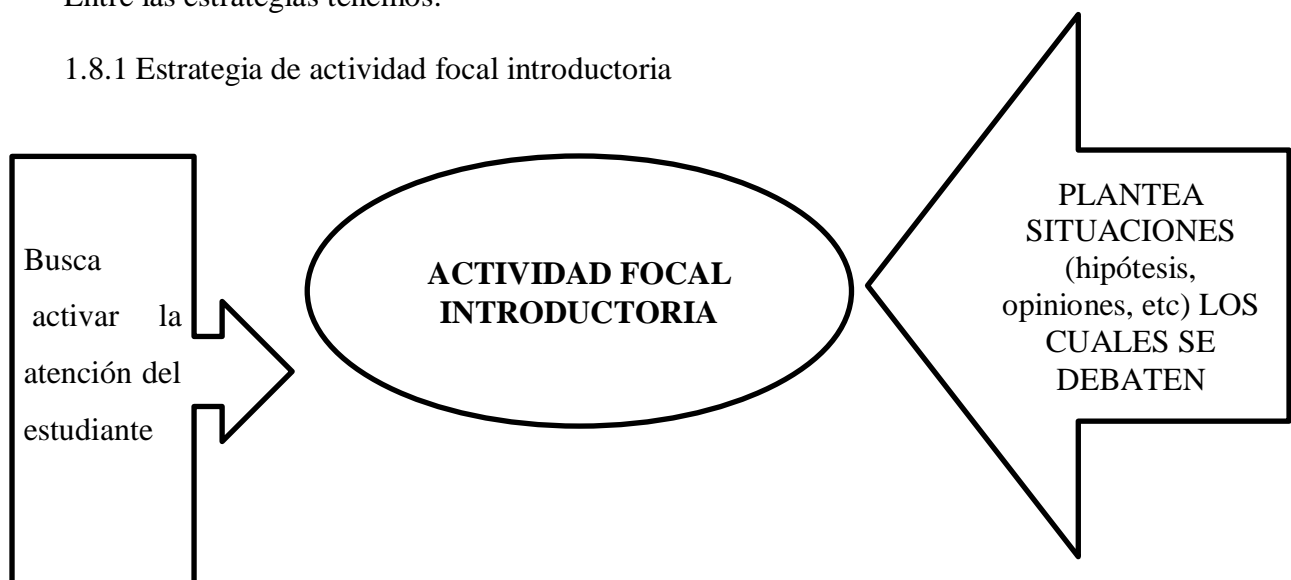 Entre las estrategias tenemos:
1.8.1 Estrategia de actividad focal introductoria
Busca
activar la
atención del
estudiante
ACTIVIDAD FOCAL
INTRODUCTORIA
PLANTEA
SITUACIONES
(hipótesis,
opiniones, etc) LOS
CUALES SE
DEBATEN